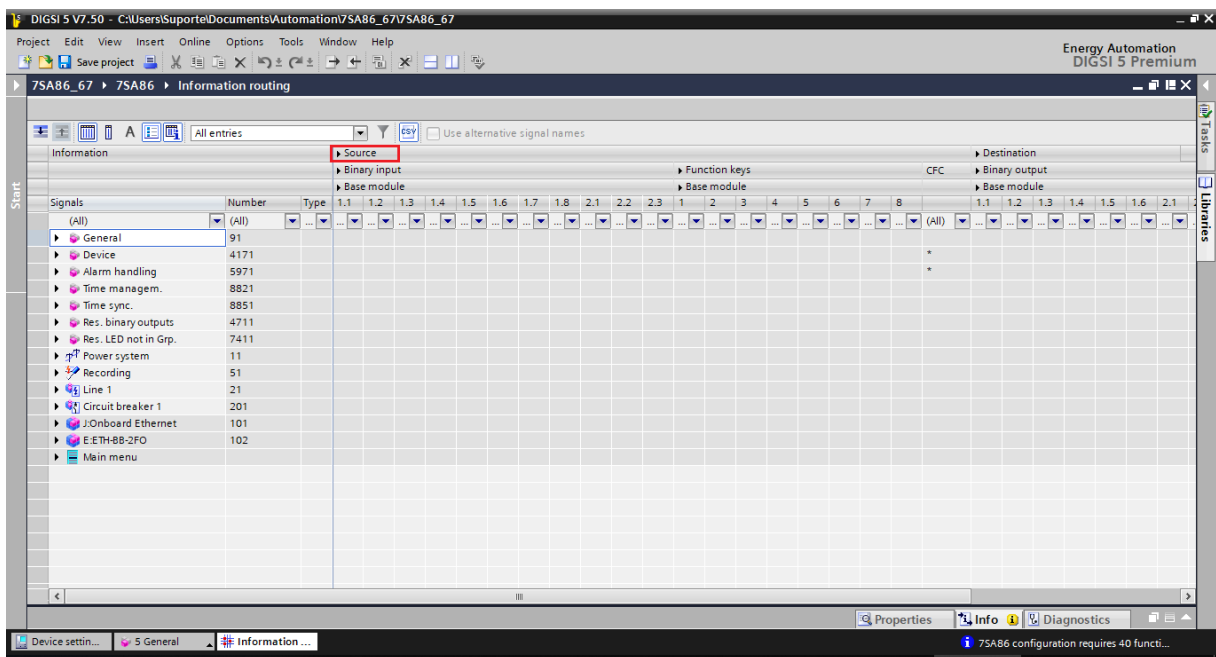 DIGSI 5 V7.50 - C:\Users\Suporte\Documents\Automation\7SA86_67\7SA86_67
Project Edit View Insert Online Options Tools Window Help
Energy Automation
DIGSI 5 Premium
Save project
7SA86_67 7SA86 Information routing
A All entries CSV Use alternative signal names
Information Source Destination
Binary input Function keys CFC Binary output
Base module Base module Base module
Signals Number Type 1.1 1.2 1.3 1.4 1.5 1.6 1.7 1.8 2.1 2.2 2.3 1 2 3 4 5 6 7 8 1.1 1.2 1.3 1.4 1.5 1.6 2.1
(All) (All) ... ... ... ... ... ... ... ... ... ... ... ... ... ... ... ... ... ... ... ... (All) ... ... ... ... ... ... ...
General 91
Device 4171 *
Alarm handling 5971 *
Time managem. 8821
Time sync. 8851
Res. binary outputs 4711
Res. LED not in Grp. 7411
Power system 11
Recording 51
Line 1 21
Circuit breaker 1 201
J:Onboard Ethernet 101
E:ETH-BB-2FO 102
Main menu
Start
Tasks
Libraries
Properties Info Diagnostics
Device settin... 5 General Information ... 7SA86 configuration requires 40 functi...